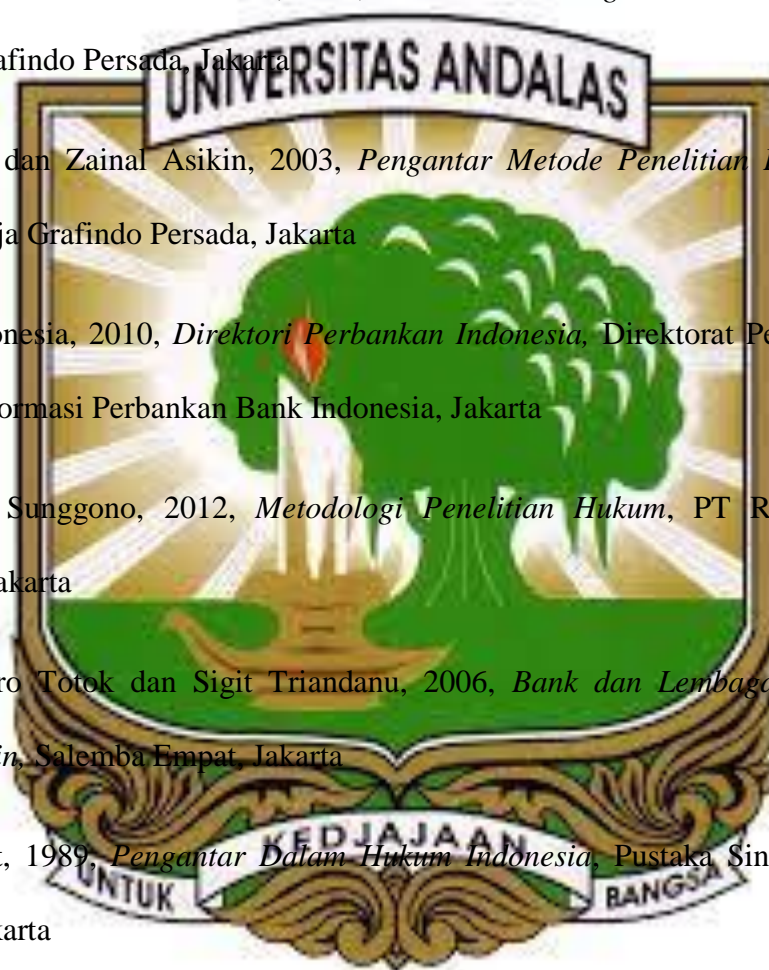 UNIVERSITAS ANDALAS
afindo Persada, Jakarta
dan Zainal Asikin, 2003, Pengantar Metode Penelitian
ja Grafindo Persada, Jakarta
onesia, 2010, Direktori Perbankan Indonesia, Direktorat Pe
formasi Perbankan Bank Indonesia, Jakarta
Sunggono, 2012, Metodologi Penelitian Hukum, PT R
akarta
ro Totok dan Sigit Triandanu, 2006, Bank dan Lembaga
in, Salemba Empat, Jakarta
t, 1989, Pengantar Dalam Hukum Indonesia, Pustaka Sin
karta
UNTUK KEDJAJAAN BANGSA